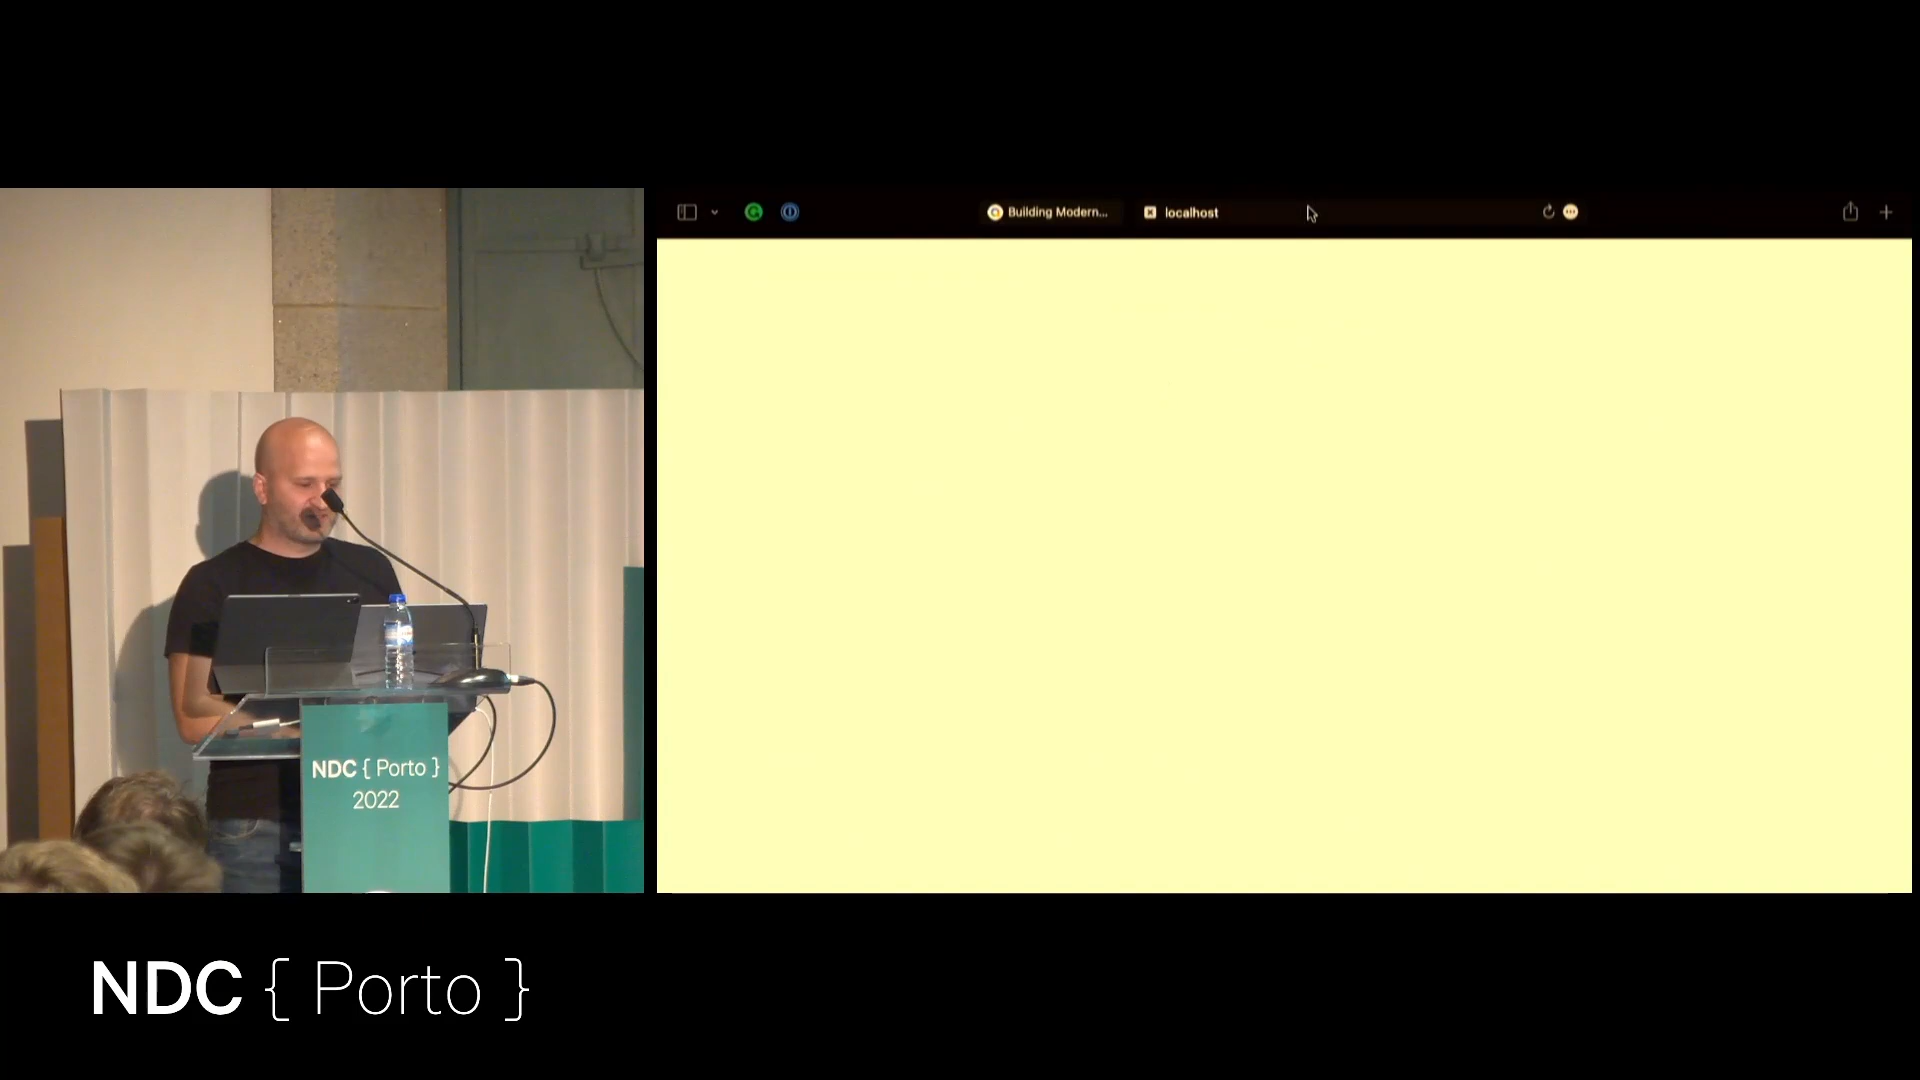 Building Modern...
localhost
NDC { Porto }
2022
NDC { Porto }